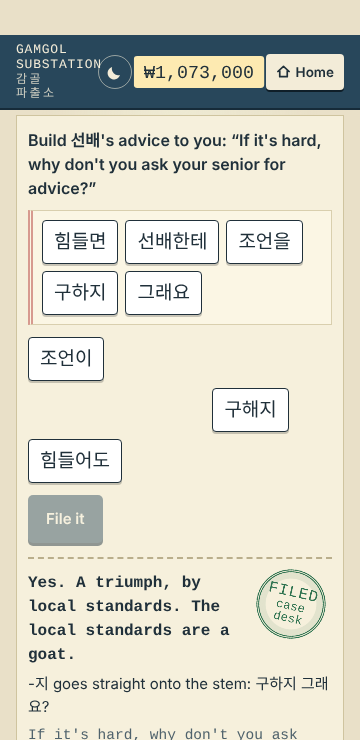 GAMGOL
SUBSTATION
감골
파출소
₩1,073,000
Home
Build 선배's advice to you: “If it's hard,
why don't you ask your senior for
advice?”
힘들면 선배한테 조언을
구하지 그래요
조언이
구해지
힘들어도
File it
Yes. A triumph, by
local standards. The
local standards are a
goat.
FILED
case
desk
-지 goes straight onto the stem: 구하지 그래
요?
If it's hard, why don't you ask